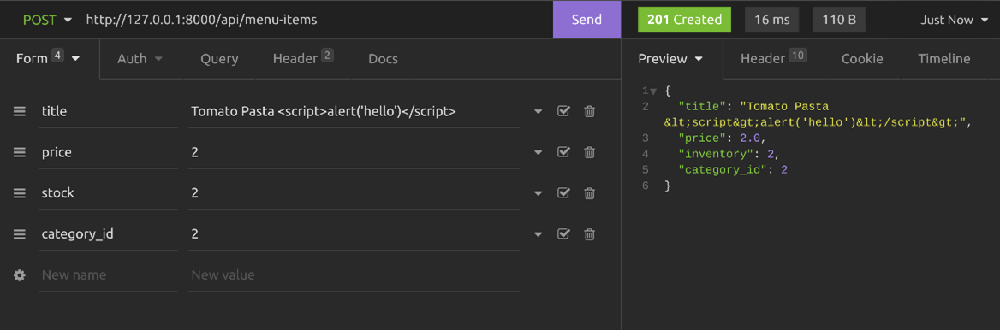 POST http://127.0.0.1:8000/api/menu-items Send 201 Created 16 ms 110 B Just Now
Form 4 Auth Query Header 2 Docs Preview Header 10 Cookie Timeline
title Tomato Pasta <script>alert('hello')</script>
price 2
stock 2
category_id 2
New name New value
1 {
2 "title": "Tomato Pasta
&lt;script&gt;alert('hello')&lt;/script&gt;",
3 "price": 2.0,
4 "inventory": 2,
5 "category_id": 2
6 }